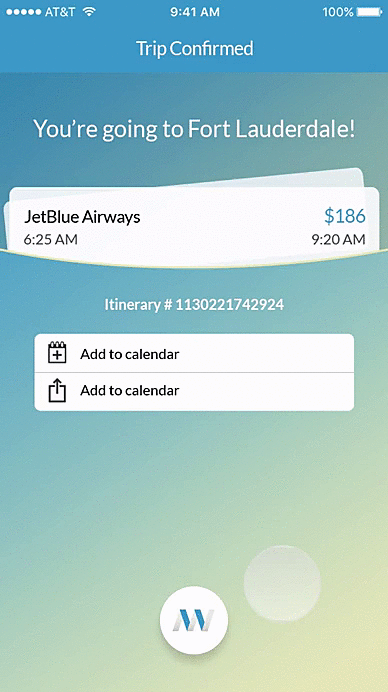 AT&T 9:41 AM 100%
Trip Confirmed
You're going to Fort Lauderdale!
JetBlue Airways $186
6:25 AM 9:20 AM
Itinerary # 1130221742924
Add to calendar
Add to calendar